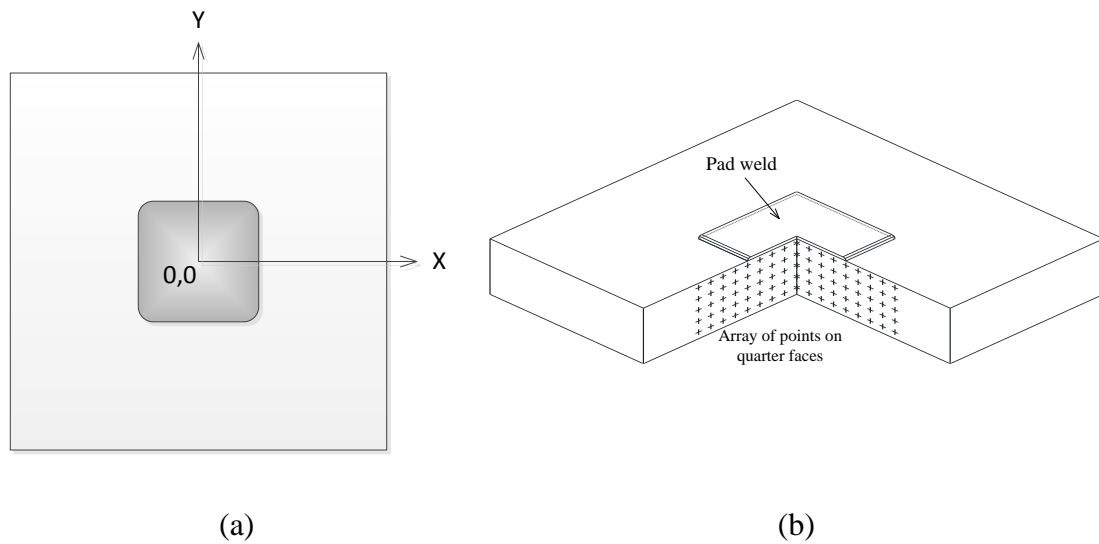 Y
X
0,0
Pad weld
Array of points on
quarter faces
(a)
(b)